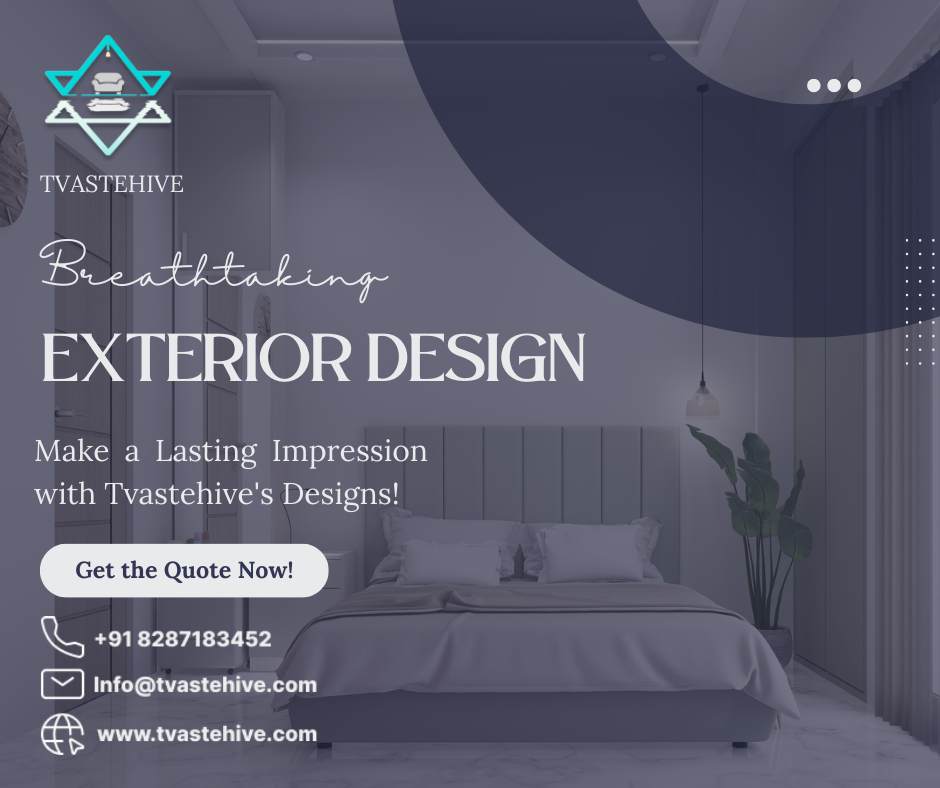 TVASTEHIVE
Breathtaking
EXTERIOR DESIGN
Make a Lasting Impression
with Tvastehive's Designs!
Get the Quote Now!
+91 8287183452
Info@tvastehive.com
www.tvastehive.com